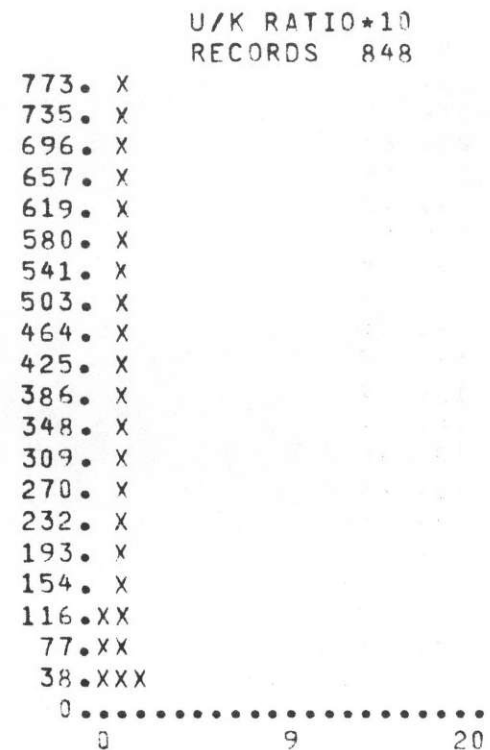 U/K RATIO*10
RECORDS 848
773. X
735. X
696. X
657. X
619. X
580. X
541. X
503. X
464. X
425. X
386. X
348. X
309. X
270. X
232. X
193. X
154. X
116.XX
77.XX
38.XXX
0.....................
0 9 20